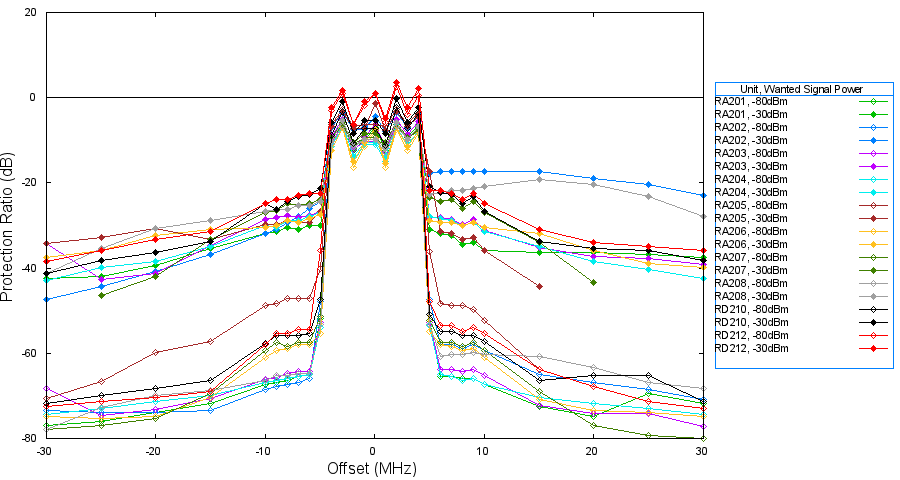 20
0
-20
-40
-60
-80
Protection Ratio (dB)
-30
-20
-10
0
10
20
30
Offset (MHz)
Unit, Wanted Signal Power
RA201, -80dBm
RA201, -30dBm
RA202, -80dBm
RA202, -30dBm
RA203, -80dBm
RA203, -30dBm
RA204, -80dBm
RA204, -30dBm
RA205, -80dBm
RA205, -30dBm
RA206, -80dBm
RA206, -30dBm
RA207, -80dBm
RA207, -30dBm
RA208, -80dBm
RA208, -30dBm
RD210, -80dBm
RD210, -30dBm
RD212, -80dBm
RD212, -30dBm